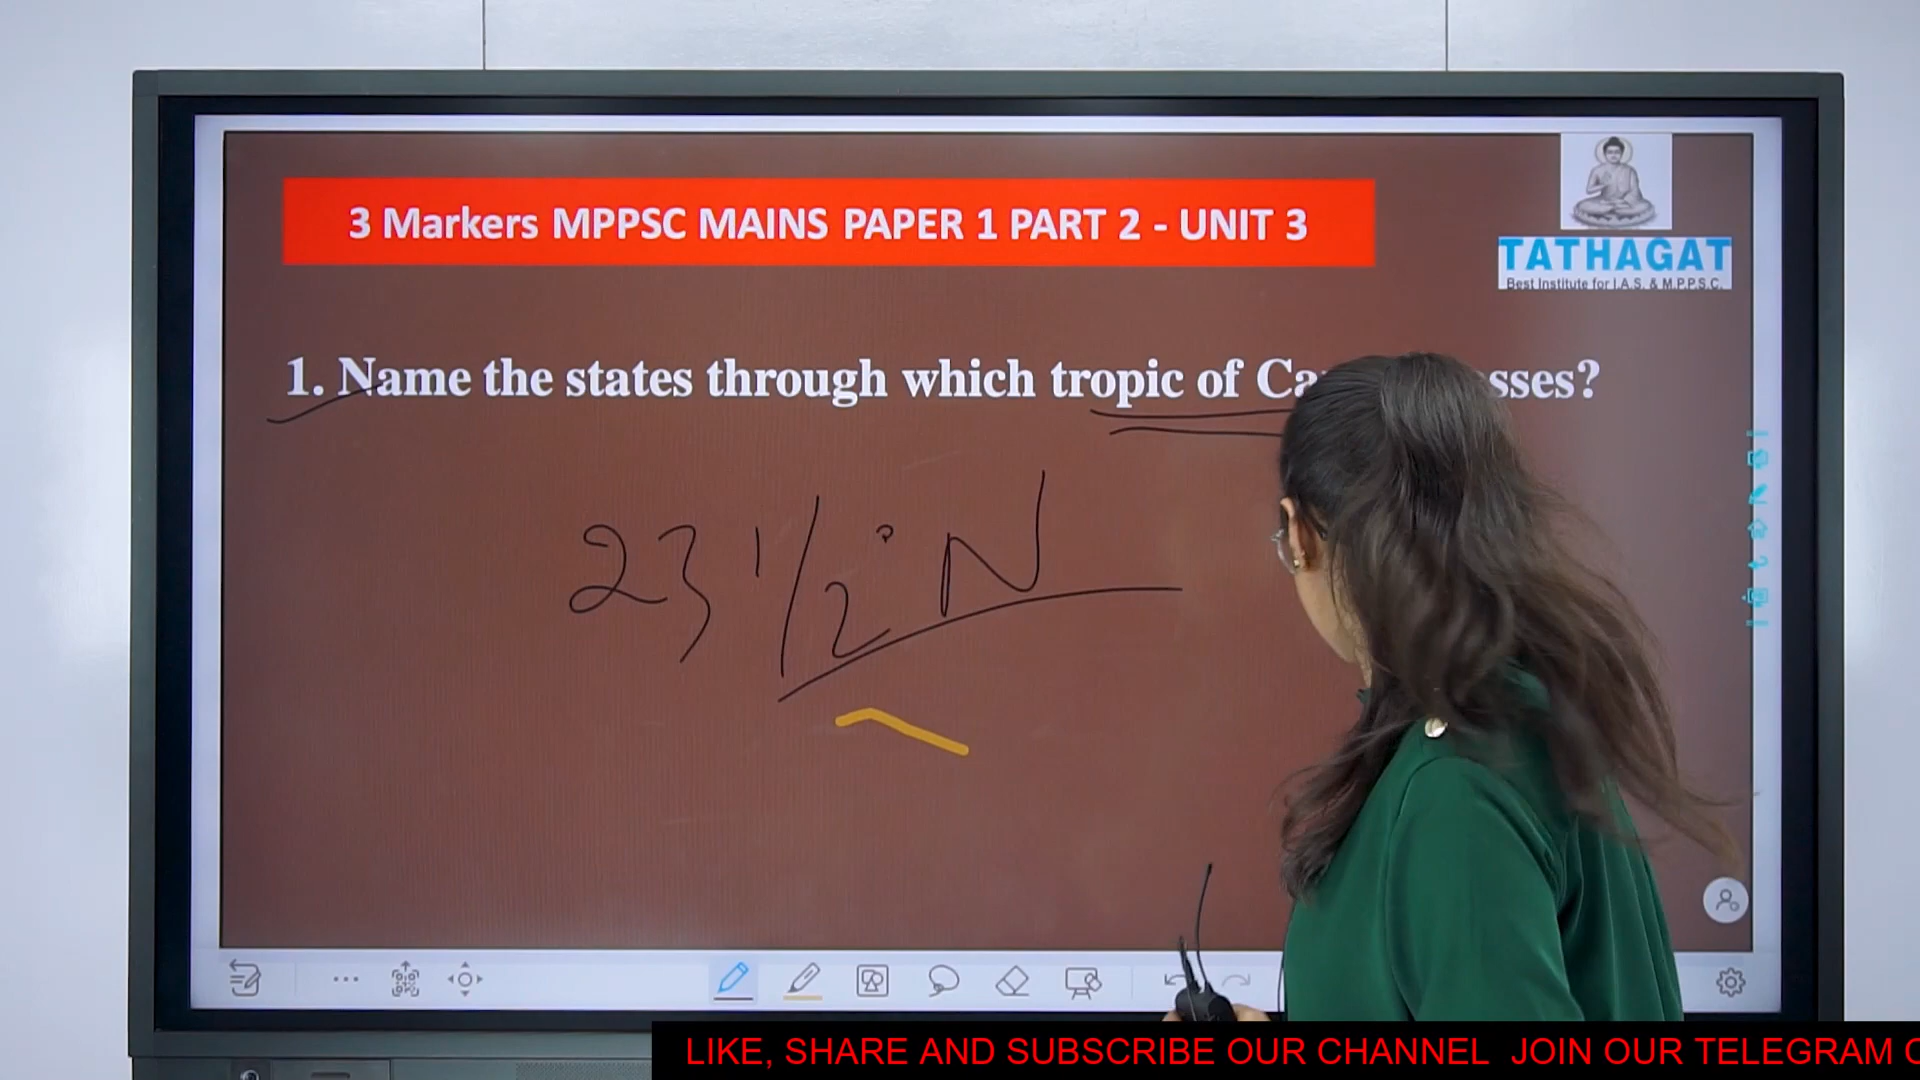 3 Markers MPPSC MAINS PAPER 1 PART 2 - UNIT 3
TATHAGAT
Best Institute for I.A.S. & M.P.P.S.C.
1. Name the states through which tropic of Ca sses?
23 1/2° N
LIKE, SHARE AND SUBSCRIBE OUR CHANNEL JOIN OUR TELEGRAM